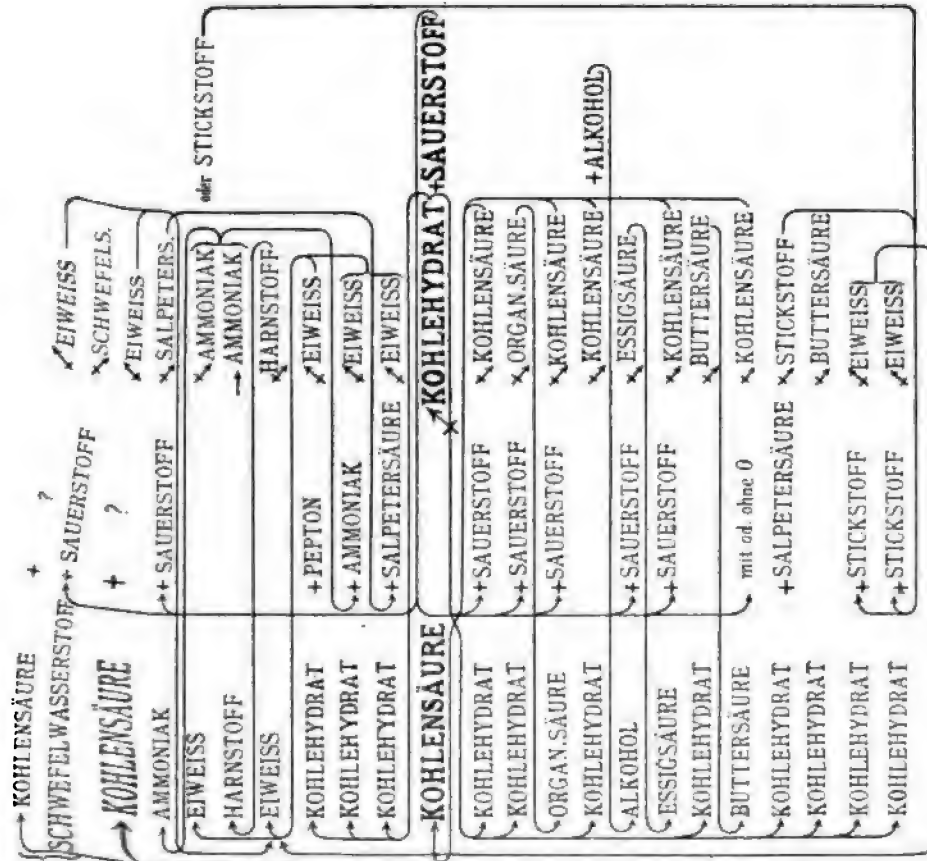 KOHLENSÄURE + ?
SCHWEFELWASSERSTOFF + SAUERSTOFF EIWEISS
KOHLENSÄURE + ? SCHWEFELS.
EIWEISS
AMMONIAK + SAUERSTOFF SALPETERS.
EIWEISS AMMONIAK oder STICKSTOFF
HARNSTOFF AMMONIAK
EIWEISS HARNSTOFF
KOHLEHYDRAT + PEPTON EIWEISS
KOHLEHYDRAT + AMMONIAK EIWEISS
KOHLEHYDRAT + SALPETERSÄURE EIWEISS
KOHLENSÄURE KOHLEHYDRAT + SAUERSTOFF
KOHLEHYDRAT + SAUERSTOFF KOHLENSÄURE
KOHLEHYDRAT + SAUERSTOFF ORGAN. SÄURE
ORGAN. SÄURE + SAUERSTOFF KOHLENSÄURE
KOHLEHYDRAT KOHLENSÄURE + ALKOHOL
ALKOHOL + SAUERSTOFF ESSIGSÄURE
ESSIGSÄURE + SAUERSTOFF KOHLENSÄURE
KOHLEHYDRAT BUTTERSÄURE
BUTTERSÄURE mit od. ohne O KOHLENSÄURE
KOHLEHYDRAT + SALPETERSÄURE STICKSTOFF
KOHLEHYDRAT BUTTERSÄURE
KOHLEHYDRAT + STICKSTOFF EIWEISS
KOHLEHYDRAT + STICKSTOFF EIWEISS